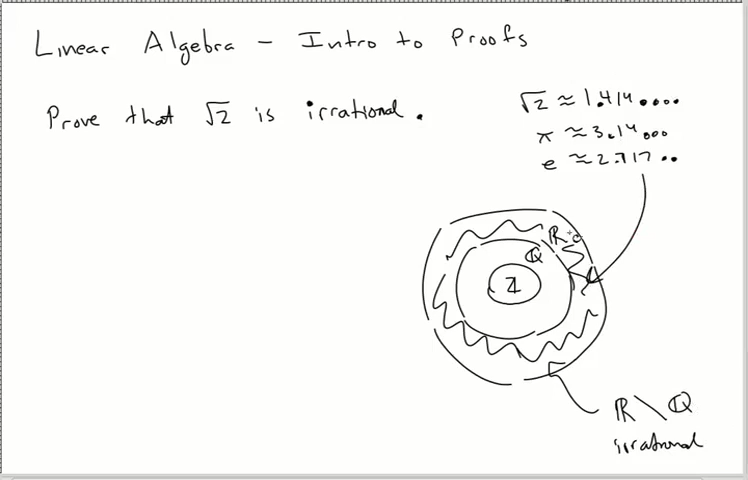 Linear Algebra - Intro to Proofs
Prove that √2 is irrational.
√2 ≈ 1.414....
π ≈ 3.14...
e ≈ 2.717..
ℝ
ℚ
ℤ
ℝ \ ℚ
irrational